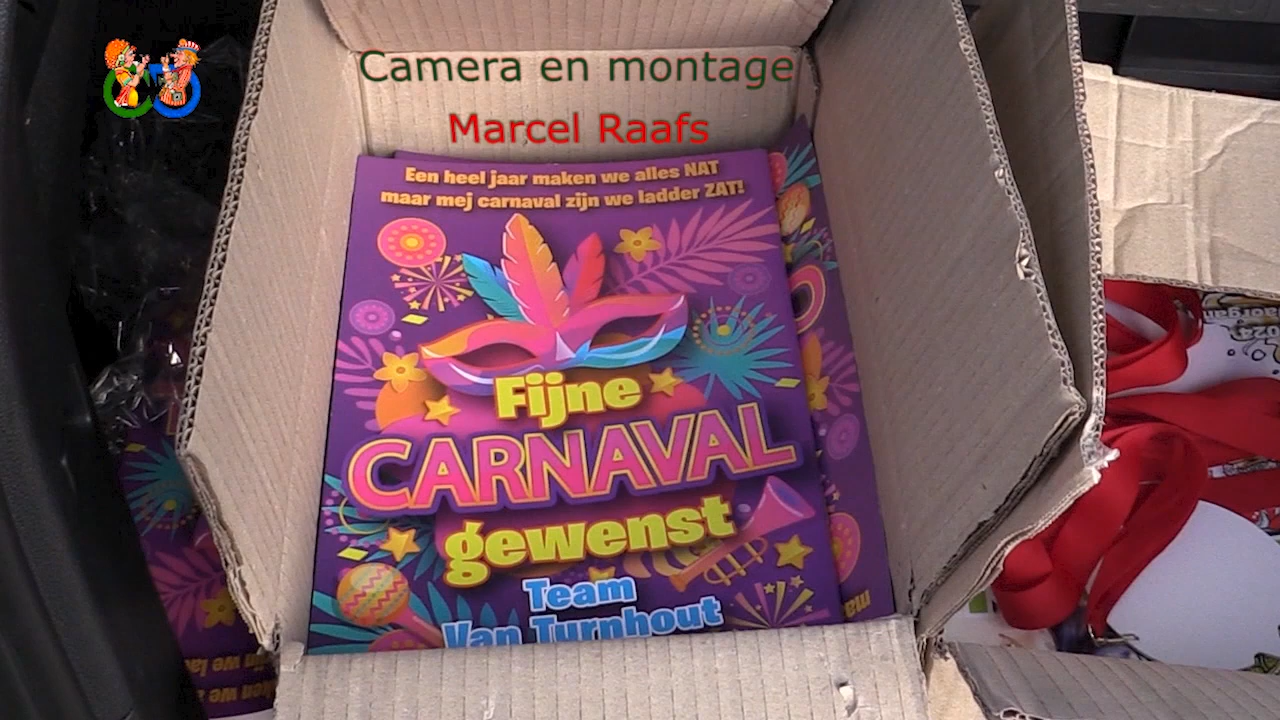 Camera en montage
Marcel Raafs
Een heel jaar maken we alles NAT
maar mej carnaval zijn we ladder ZAT!
Fijne
CARNAVAL
gewenst
Team
Van Turnhout